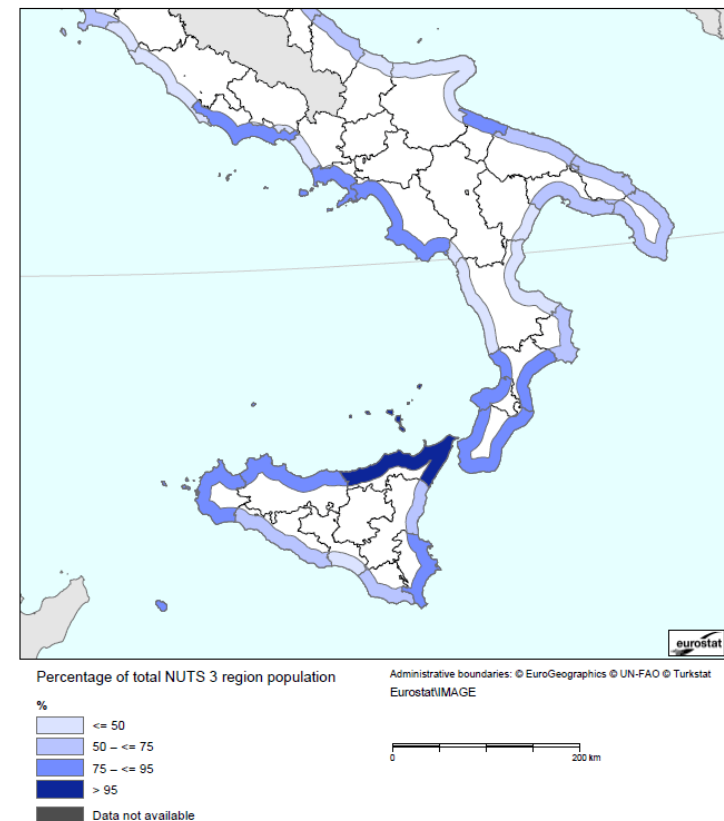 eurostat
Percentage of total NUTS 3 region population
Administrative boundaries: © EuroGeographics © UN-FAO © Turkstat
Eurostat\IMAGE
%
<= 50
50 – <= 75
75 – <= 95
> 95
Data not available
0 200 km